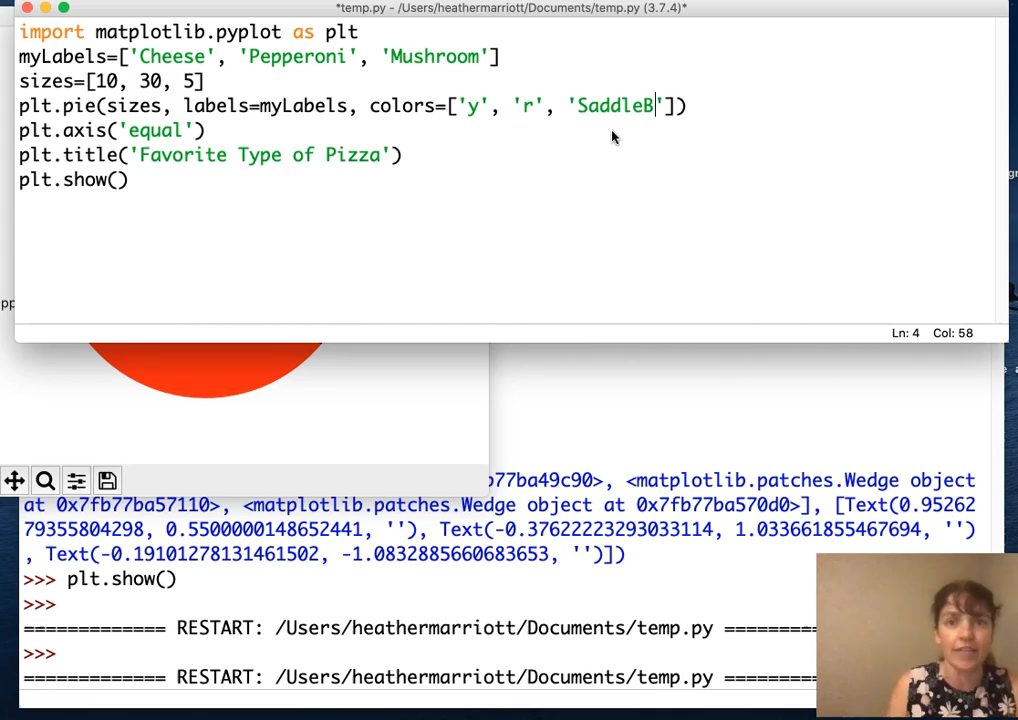 *temp.py - /Users/heathermarriott/Documents/temp.py (3.7.4)*
import matplotlib.pyplot as plt
myLabels=['Cheese', 'Pepperoni', 'Mushroom']
sizes=[10, 30, 5]
plt.pie(sizes, labels=myLabels, colors=['y', 'r', 'SaddleB'])
plt.axis('equal')
plt.title('Favorite Type of Pizza')
plt.show()
Ln: 4 Col: 58
b77ba49c90>, <matplotlib.patches.Wedge object
at 0x7fb77ba57110>, <matplotlib.patches.Wedge object at 0x7fb77ba570d0>], [Text(0.95262
79355804298, 0.5500000148652441, ''), Text(-0.37622223293033114, 1.033661855467694, '')
, Text(-0.19101278131461502, -1.0832885660683653, '')])
>>> plt.show()
>>>
============= RESTART: /Users/heathermarriott/Documents/temp.py =========
>>>
============= RESTART: /Users/heathermarriott/Documents/temp.py =========